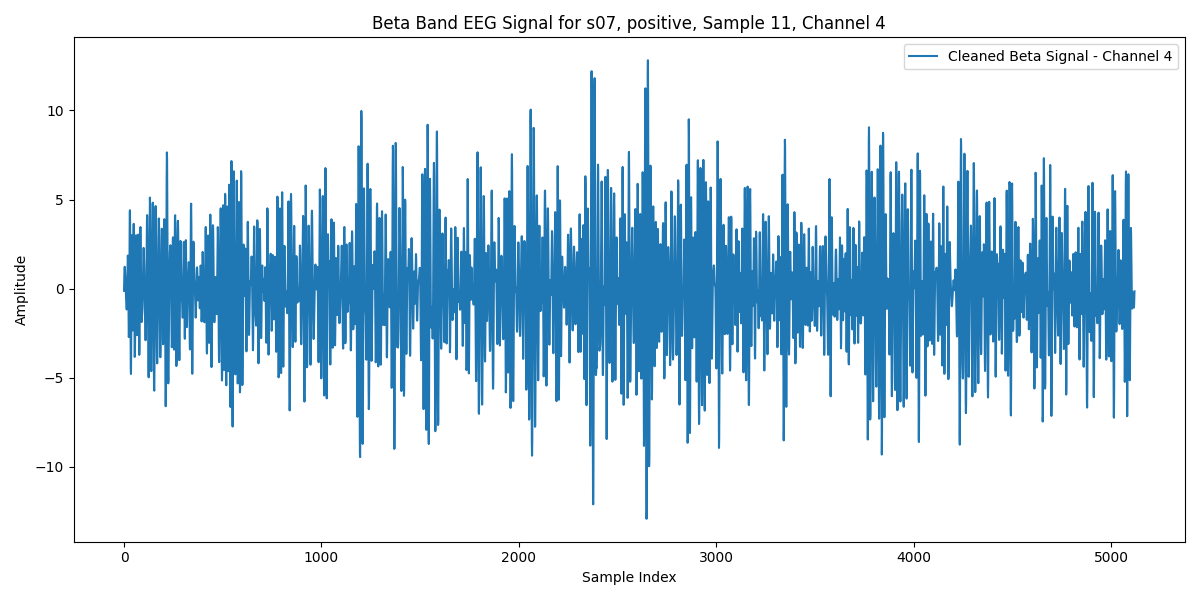 Beta Band EEG Signal for s07, positive, Sample 11, Channel 4
Cleaned Beta Signal - Channel 4
Amplitude
10
5
0
−5
−10
0 1000 2000 3000 4000 5000
Sample Index